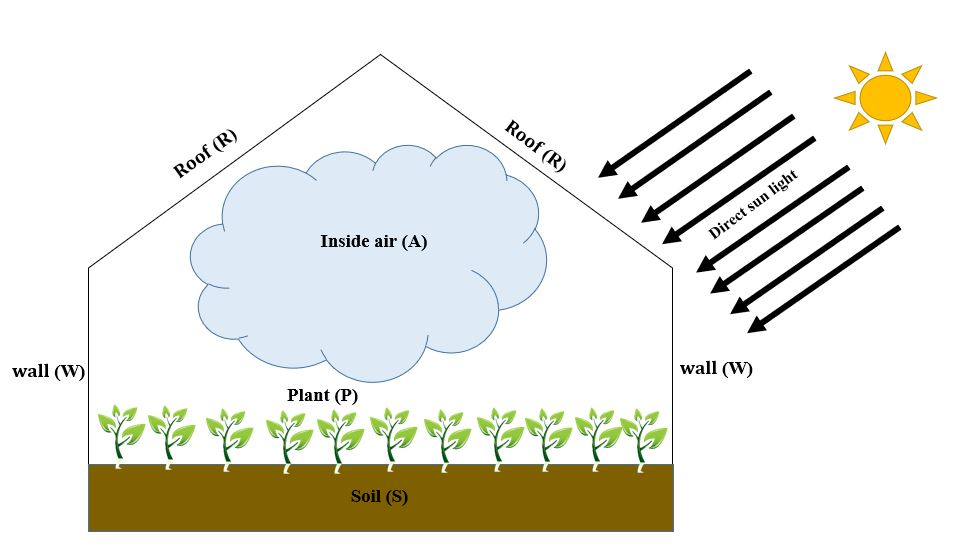 Roof (R)
Roof (R)
Direct sun light
Inside air (A)
wall (W)
wall (W)
Plant (P)
Soil (S)